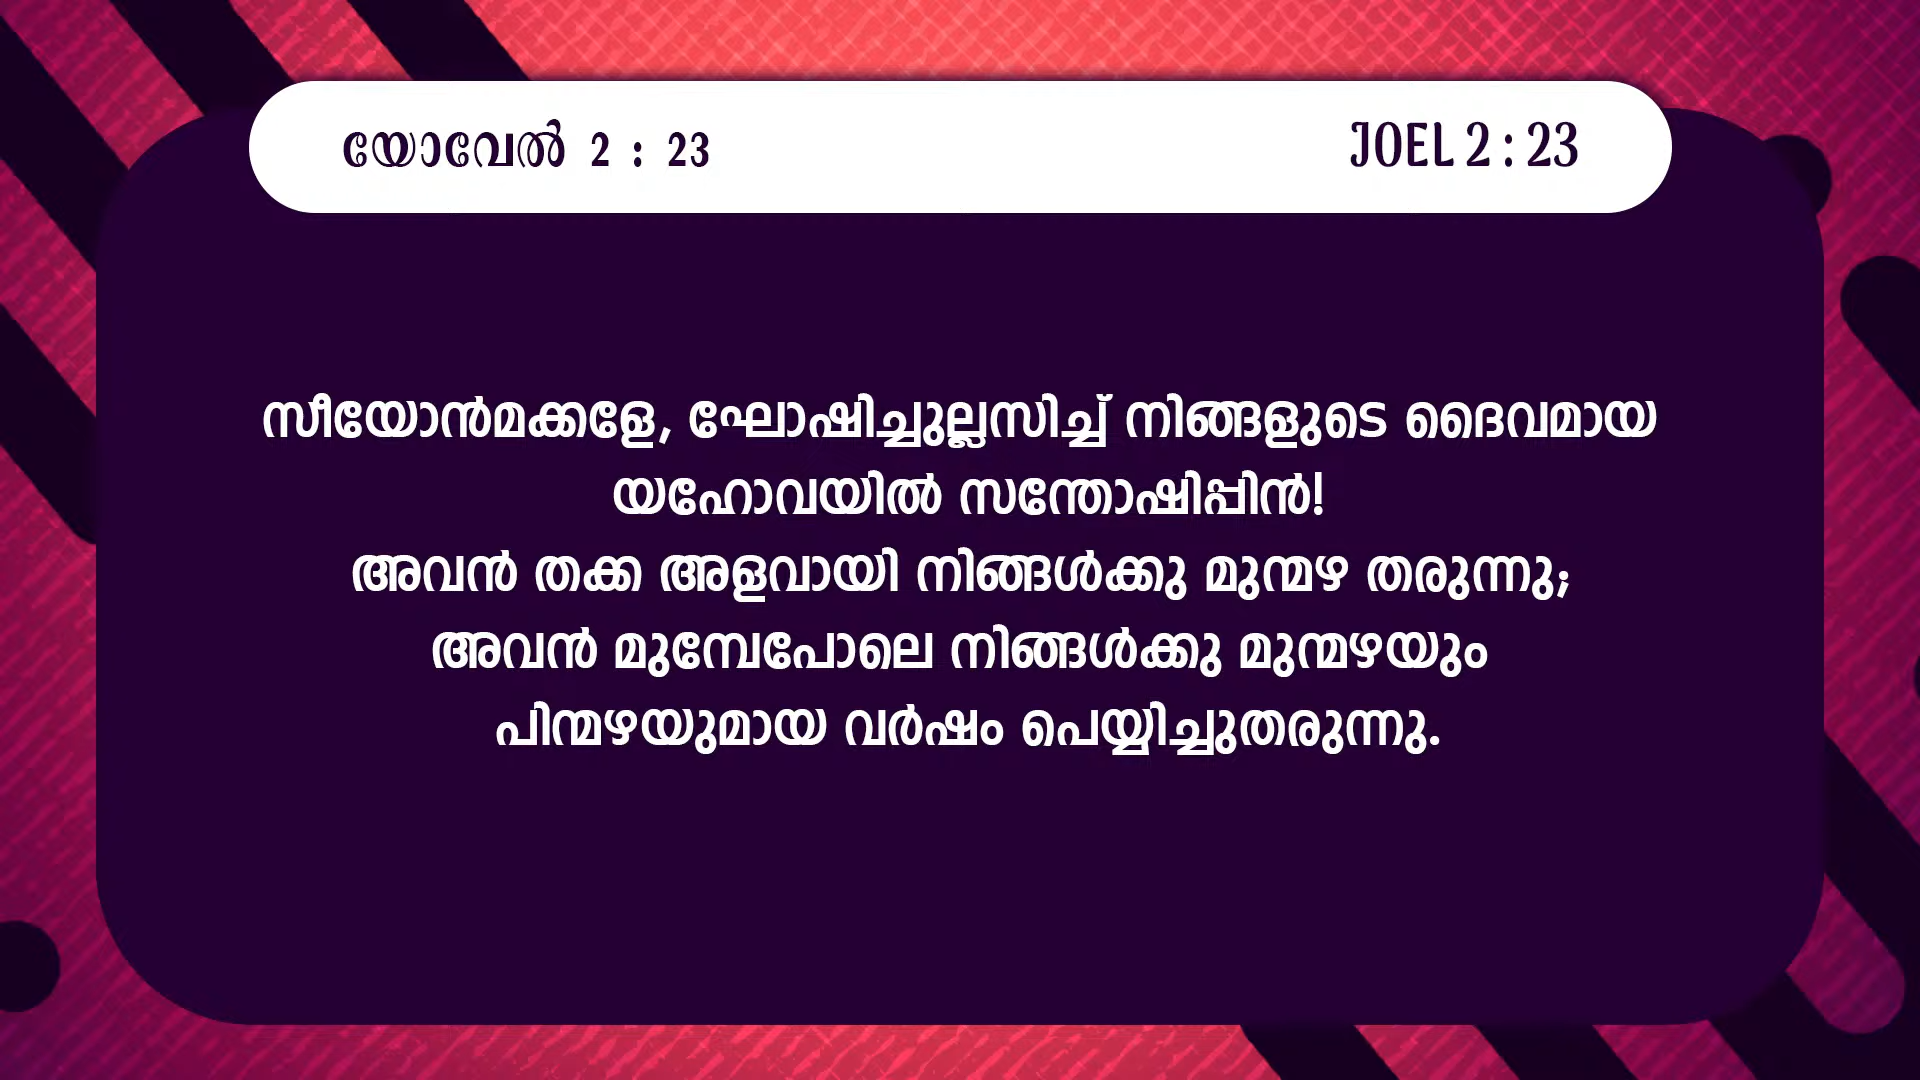 യോവേൽ 2 : 23 JOEL 2 : 23
സീയോൻമക്കളേ, ഘോഷിച്ചുല്ലസിച്ച് നിങ്ങളുടെ ദൈവമായ
യഹോവയിൽ സന്തോഷിപ്പിൻ!
അവൻ തക്ക അളവായി നിങ്ങൾക്കു മുന്മഴ തരുന്നു;
അവൻ മുമ്പേപോലെ നിങ്ങൾക്കു മുന്മഴയും
പിന്മഴയുമായ വർഷം പെയ്യിച്ചുതരുന്നു.